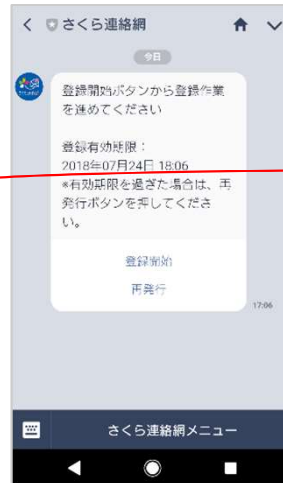 さくら連絡網
今日
登録開始ボタンから登録作業
を進めてください
登録有効期限：
2018年07月24日 18:06
*有効期限を過ぎた場合は、再
発行ボタンを押してくださ
い。
登録開始
再発行
17:06
さくら連絡網メニュー